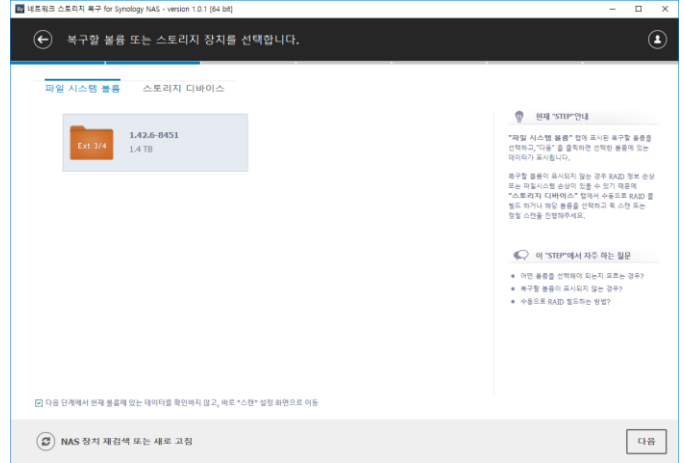 네트워크 스토리지 복구 for Synology NAS - version 1.0.1 [64 bit]
복구할 볼륨 또는 스토리지 장치를 선택합니다.
파일 시스템 볼륨
스토리지 디바이스
Ext 3/4
1.42.6-8451
1.4 TB
현재 "STEP"안내
"파일 시스템 볼륨" 탭에 표시된 복구할 볼륨을
선택하고,"다음" 을 클릭하면 선택한 볼륨에 있는
데이터가 표시됩니다.
복구할 볼륨이 표시되지 않는 경우 RAID 정보 손상
또는 파일시스템 손상이 있을 수 있기 때문에
"스토리지 디바이스" 탭에서 수동으로 RAID 를
빌드 하거나 해당 볼륨을 선택하고 퀵 스캔 또는
정밀 스캔을 진행해주세요.
이 "STEP"에서 자주 하는 질문
어떤 볼륨을 선택해야 되는지 모르는 경우?
복구할 볼륨이 표시되지 않는 경우?
수동으로 RAID 빌드하는 방법?
다음 단계에서 현재 볼륨에 있는 데이터를 확인하지 않고, 바로 "스캔" 설정 화면으로 이동
NAS 장치 재검색 또는 새로 고침
다음